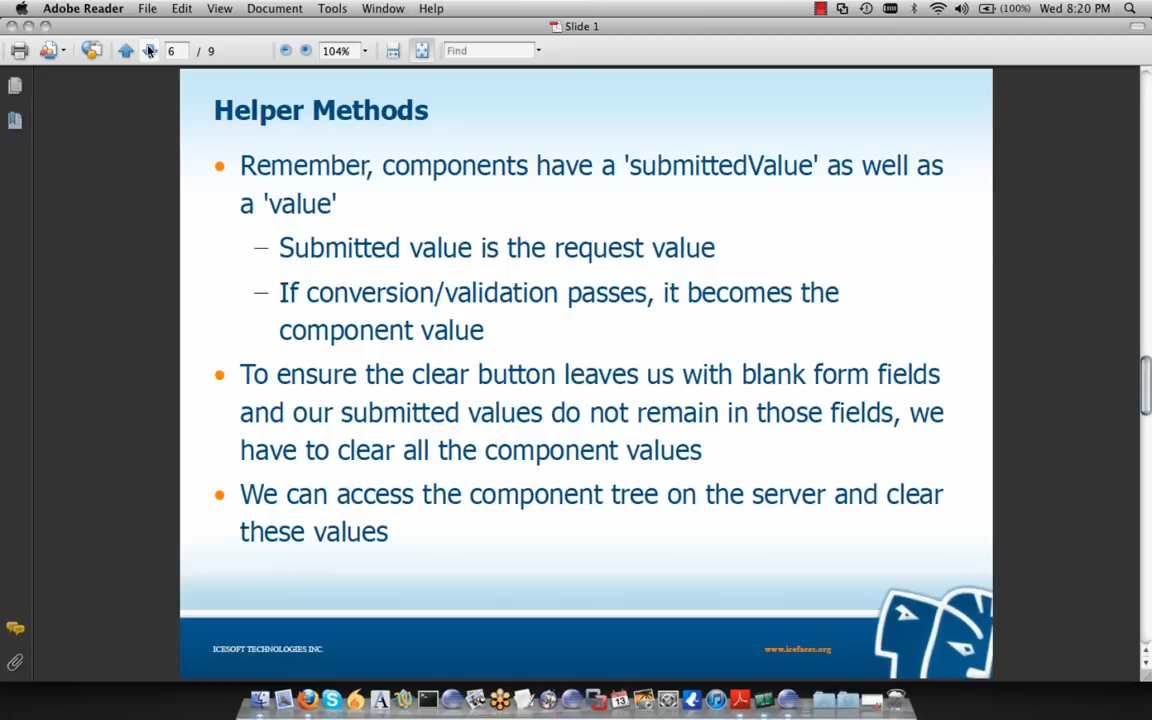 Adobe Reader File Edit View Document Tools Window Help (100%) Wed 8:20 PM
Slide 1
6 / 9 104% Find
Helper Methods
Remember, components have a 'submittedValue' as well as
a 'value'
– Submitted value is the request value
– If conversion/validation passes, it becomes the
component value
To ensure the clear button leaves us with blank form fields
and our submitted values do not remain in those fields, we
have to clear all the component values
We can access the component tree on the server and clear
these values
ICESOFT TECHNOLOGIES INC.
www.icefaces.org
13